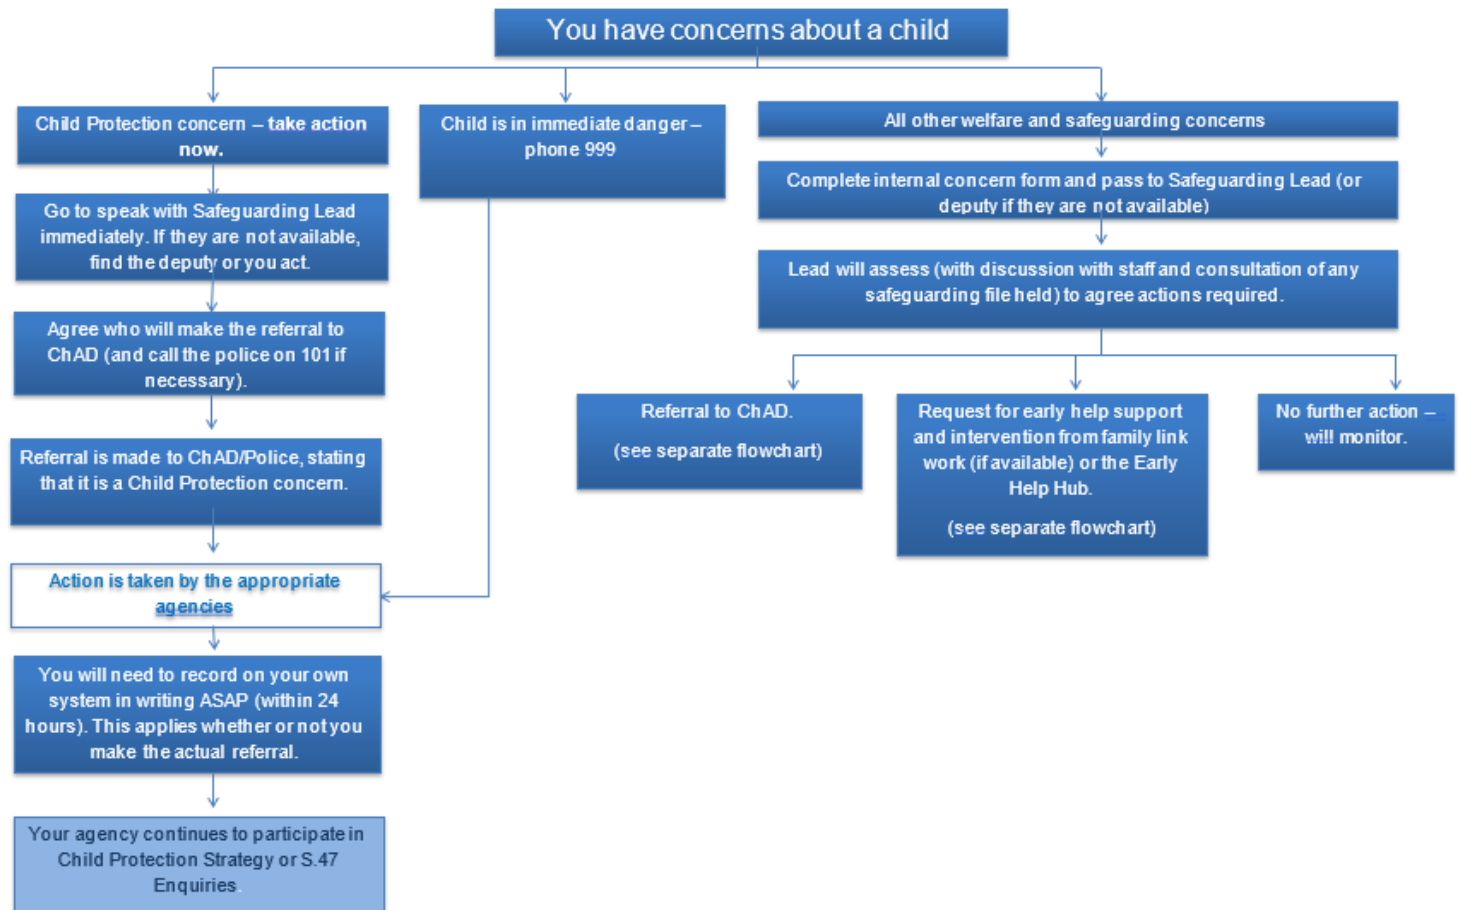 You have concerns about a child
Child Protection concern – take action
now.
Go to speak with Safeguarding Lead
immediately. If they are not available,
find the deputy or you act.
Agree who will make the referral to
ChAD (and call the police on 101 if
necessary).
Referral is made to ChAD/Police, stating
that it is a Child Protection concern.
Action is taken by the appropriate
agencies
You will need to record on your own
system in writing ASAP (within 24
hours). This applies whether or not you
make the actual referral.
Your agency continues to participate in
Child Protection Strategy or S.47
Enquiries.
Child is in immediate danger –
phone 999
All other welfare and safeguarding concerns
Complete internal concern form and pass to Safeguarding Lead (or
deputy if they are not available)
Lead will assess (with discussion with staff and consultation of any
safeguarding file held) to agree actions required.
Referral to ChAD.
(see separate flowchart)
Request for early help support
and intervention from family link
work (if available) or the Early
Help Hub.
(see separate flowchart)
No further action –
will monitor.